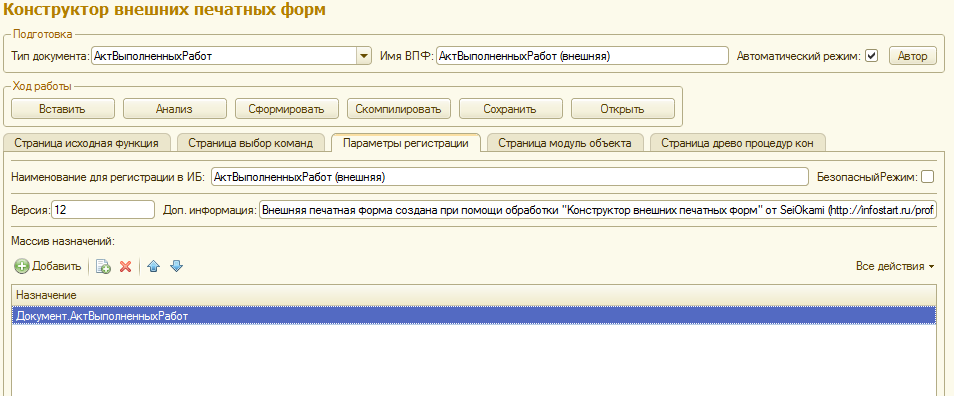 Конструктор внешних печатных форм
Подготовка
Тип документа: АктВыполненныхРабот Имя ВПФ: АктВыполненныхРабот (внешняя) Автоматический режим: Автор
Ход работы
Вставить Анализ Сформировать Скомпилировать Сохранить Открыть
Страница исходная функция Страница выбор команд Параметры регистрации Страница модуль объекта Страница древо процедур кон
Наименование для регистрации в ИБ: АктВыполненныхРабот (внешняя) БезопасныйРежим:
Версия: 12 Доп. информация: Внешняя печатная форма создана при помощи обработки "Конструктор внешних печатных форм" от SeiOkami (http://infostart.ru/prof
Массив назначений:
Добавить Все действия
Назначение
Документ.АктВыполненныхРабот